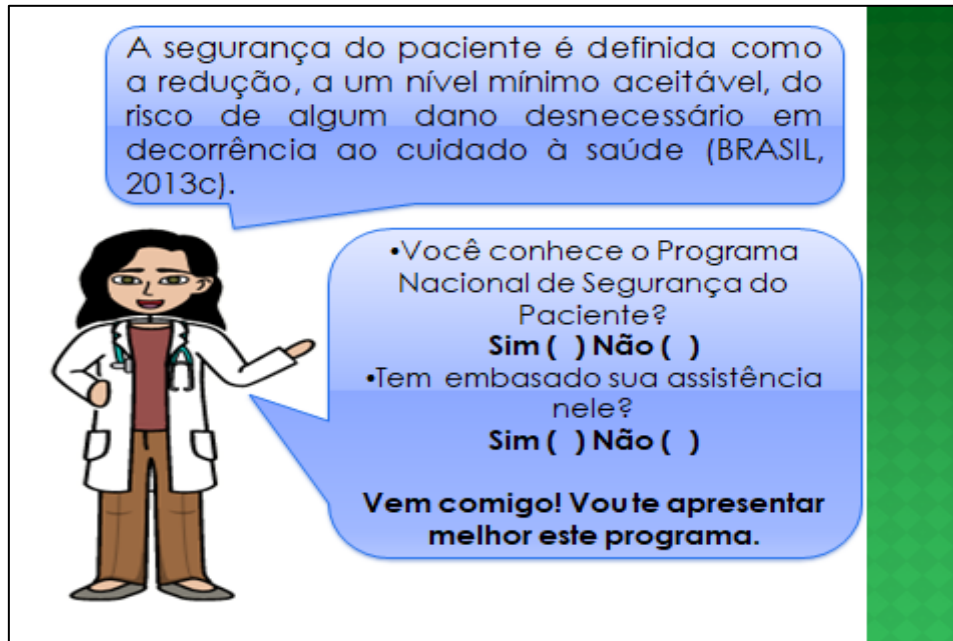 A segurança do paciente é definida como
a redução, a um nível mínimo aceitável, do
risco de algum dano desnecessário em
decorrência ao cuidado à saúde (BRASIL,
2013c).
•Você conhece o Programa
Nacional de Segurança do
Paciente?
Sim ( ) Não ( )
•Tem embasado sua assistência
nele?
Sim ( ) Não ( )
Vem comigo! Vou te apresentar
melhor este programa.